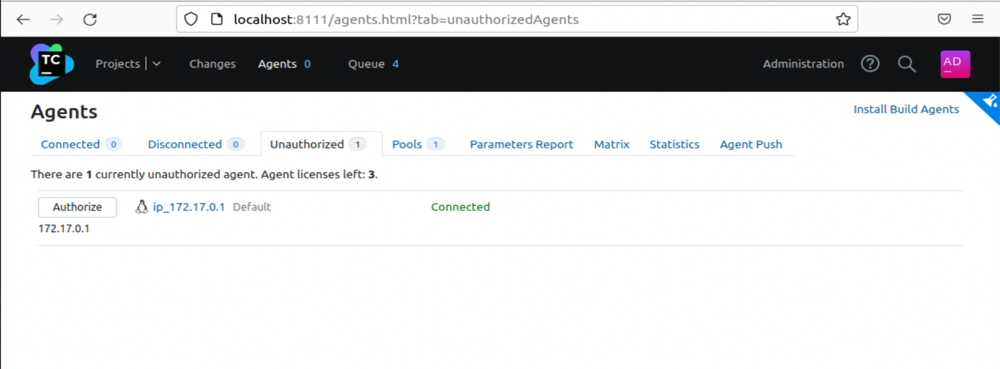 localhost:8111/agents.html?tab=unauthorizedAgents
TC Projects Changes Agents 0 Queue 4 Administration AD
Agents
Install Build Agents
Connected 0 Disconnected 0 Unauthorized 1 Pools 1 Parameters Report Matrix Statistics Agent Push
There are 1 currently unauthorized agent. Agent licenses left: 3.
Authorize ip_172.17.0.1 Default Connected
172.17.0.1